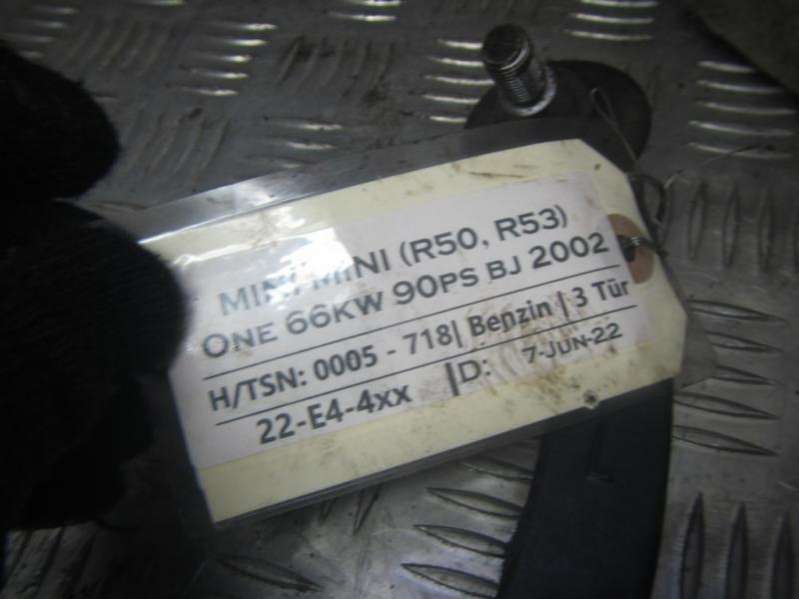 MINI MINI (R50, R53)
ONE 66KW 90PS BJ 2002
H/TSN: 0005 - 718| Benzin | 3 Tür
22-E4-4xx |D: 7-JUN-22